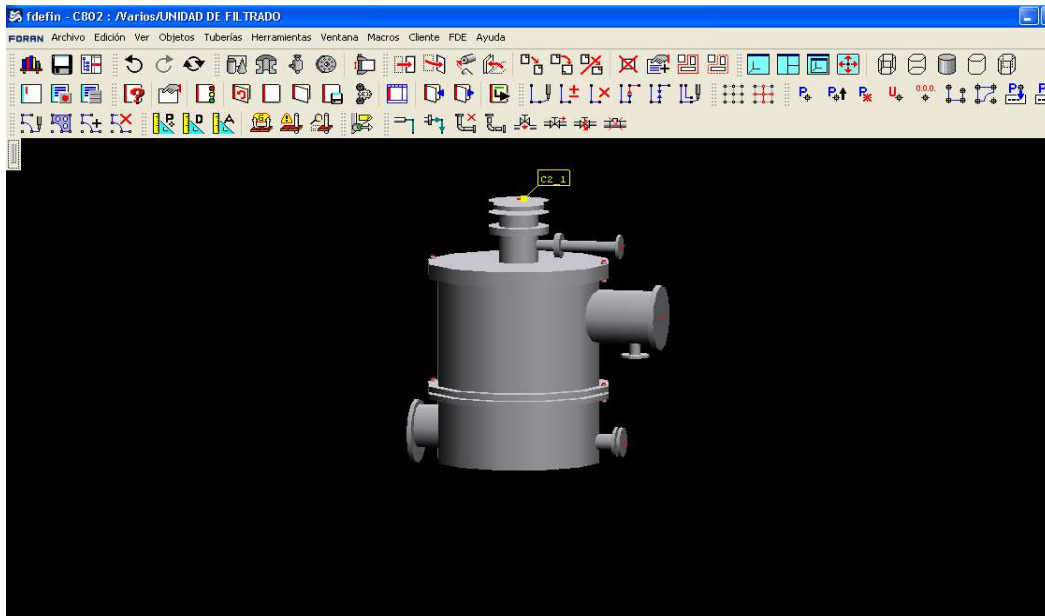 fdefin - C802 : /Varios/UNIDAD DE FILTRADO
FORAN Archivo Edición Ver Objetos Tuberías Herramientas Ventana Macros Cliente FDE Ayuda
C2_1